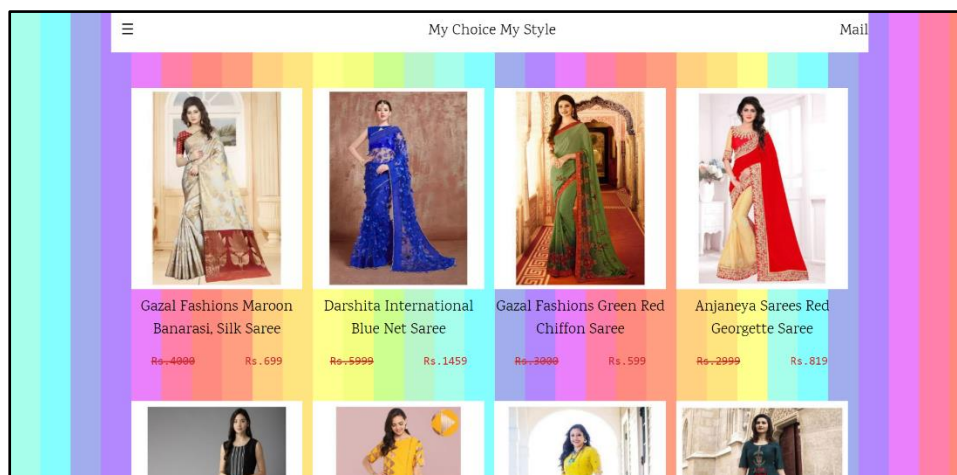 ☰ My Choice My Style Mail
Gazal Fashions Maroon
Banarasi, Silk Saree
Darshita International
Blue Net Saree
Gazal Fashions Green Red
Chiffon Saree
Anjaneya Sarees Red
Georgette Saree
Rs.4000 Rs.699
Rs.5999 Rs.1459
Rs.3000 Rs.599
Rs.2999 Rs.819